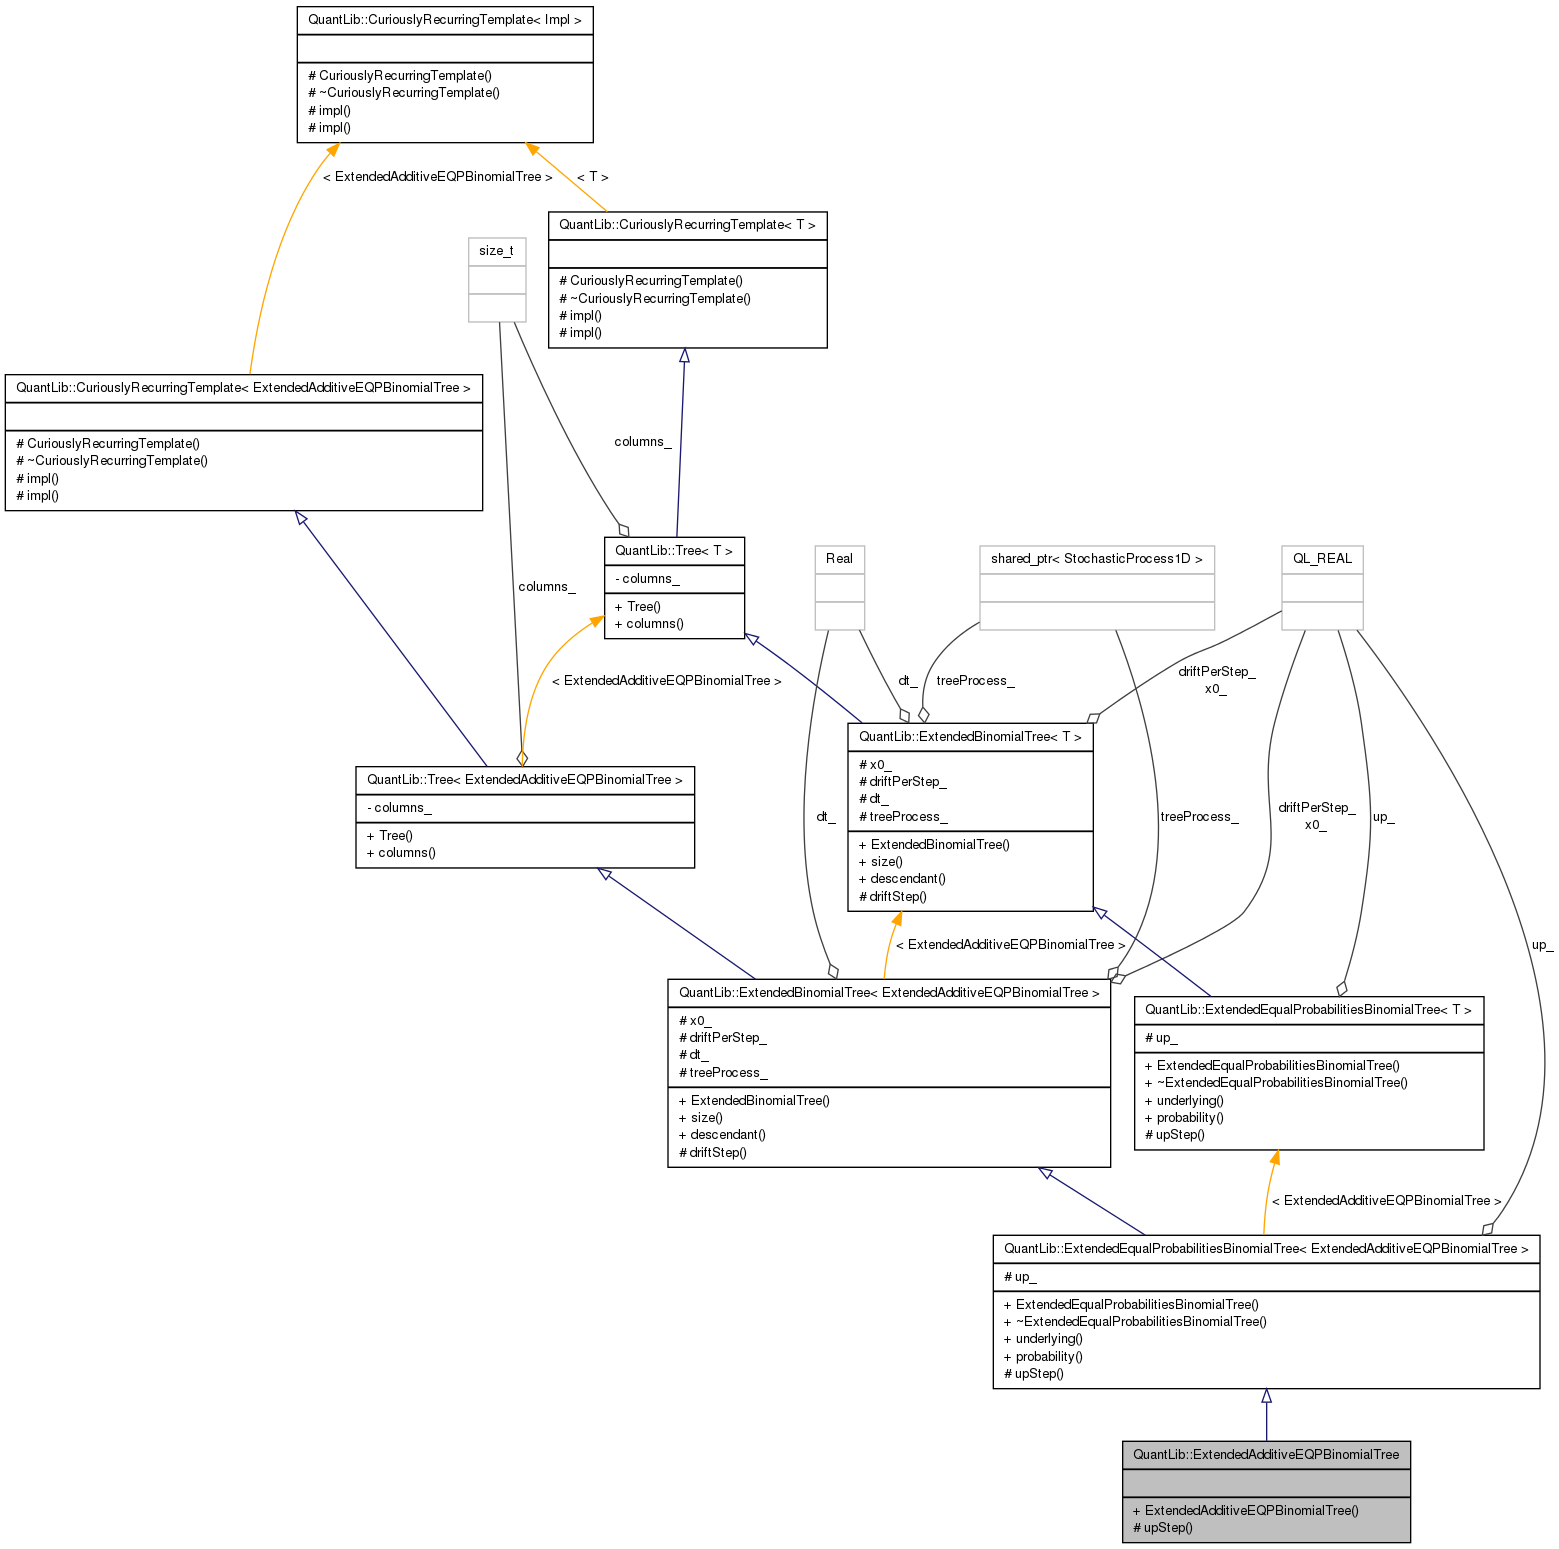 QuantLib::CuriouslyRecurringTemplate< Impl >
# CuriouslyRecurringTemplate()
# ~CuriouslyRecurringTemplate()
# impl()
# impl()
< ExtendedAdditiveEQPBinomialTree >
< T >
QuantLib::CuriouslyRecurringTemplate< T >
# CuriouslyRecurringTemplate()
# ~CuriouslyRecurringTemplate()
# impl()
# impl()
size_t
QuantLib::CuriouslyRecurringTemplate< ExtendedAdditiveEQPBinomialTree >
# CuriouslyRecurringTemplate()
# ~CuriouslyRecurringTemplate()
# impl()
# impl()
columns_
columns_
QuantLib::Tree< T >
- columns_
+ Tree()
+ columns()
Real
shared_ptr< StochasticProcess1D >
QL_REAL
< ExtendedAdditiveEQPBinomialTree >
dt_
treeProcess_
driftPerStep_
x0_
QuantLib::ExtendedBinomialTree< T >
# x0_
# driftPerStep_
# dt_
# treeProcess_
+ ExtendedBinomialTree()
+ size()
+ descendant()
# driftStep()
QuantLib::Tree< ExtendedAdditiveEQPBinomialTree >
- columns_
+ Tree()
+ columns()
dt_
treeProcess_
driftPerStep_
x0_
up_
< ExtendedAdditiveEQPBinomialTree >
up_
QuantLib::ExtendedBinomialTree< ExtendedAdditiveEQPBinomialTree >
# x0_
# driftPerStep_
# dt_
# treeProcess_
+ ExtendedBinomialTree()
+ size()
+ descendant()
# driftStep()
QuantLib::ExtendedEqualProbabilitiesBinomialTree< T >
# up_
+ ExtendedEqualProbabilitiesBinomialTree()
+ ~ExtendedEqualProbabilitiesBinomialTree()
+ underlying()
+ probability()
# upStep()
< ExtendedAdditiveEQPBinomialTree >
QuantLib::ExtendedEqualProbabilitiesBinomialTree< ExtendedAdditiveEQPBinomialTree >
# up_
+ ExtendedEqualProbabilitiesBinomialTree()
+ ~ExtendedEqualProbabilitiesBinomialTree()
+ underlying()
+ probability()
# upStep()
QuantLib::ExtendedAdditiveEQPBinomialTree
+ ExtendedAdditiveEQPBinomialTree()
# upStep()